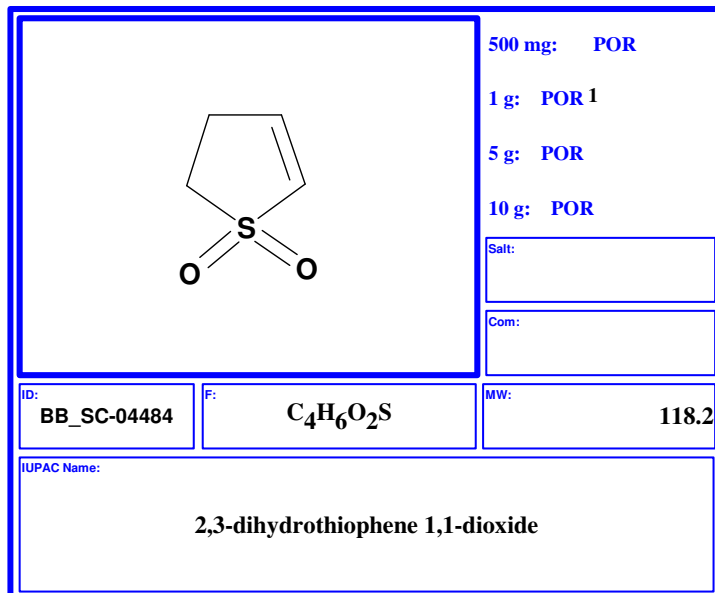 500 mg: POR
1 g: POR 1
5 g: POR
10 g: POR
S
O O
Salt:
Com:
ID:
BB_SC-04484
F:
C4H6O2S
MW:
118.2
IUPAC Name:
2,3-dihydrothiophene 1,1-dioxide